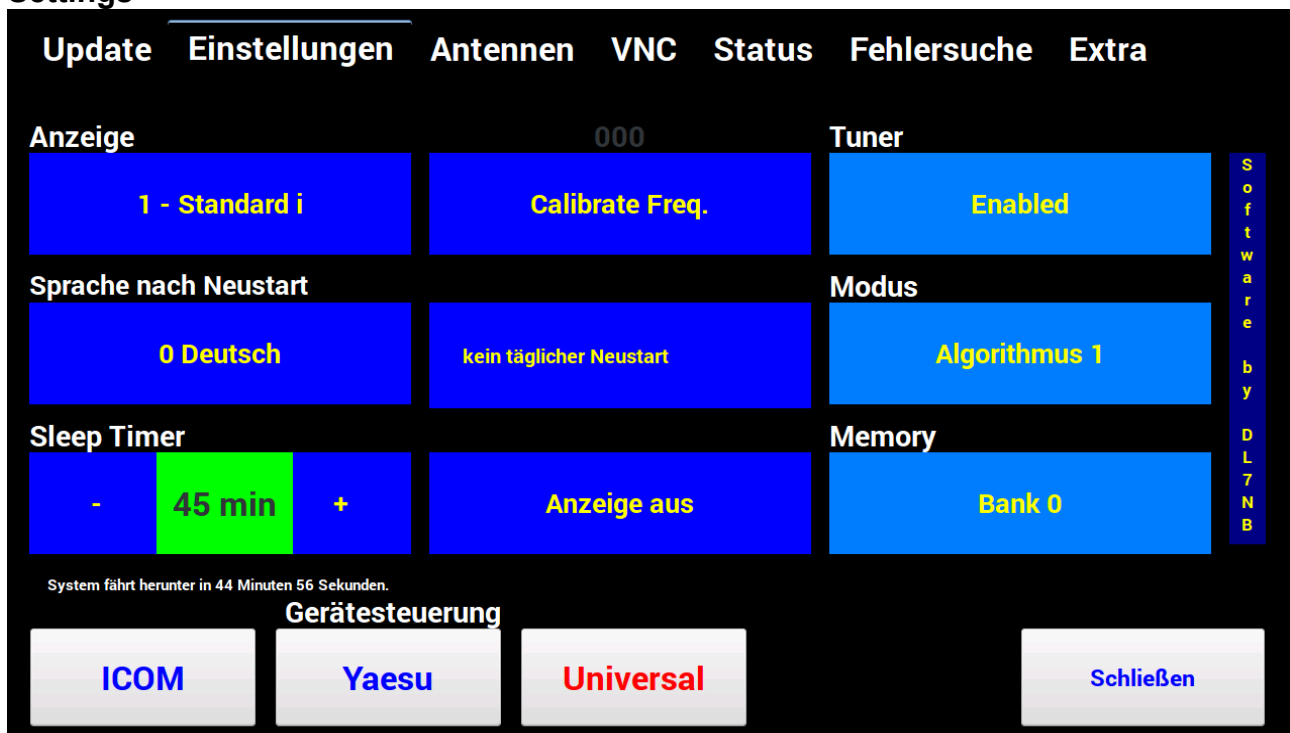 Update Einstellungen Antennen VNC Status Fehlersuche Extra
Anzeige 000 Tuner
1 - Standard i Calibrate Freq. Enabled
Sprache nach Neustart Modus
0 Deutsch kein täglicher Neustart Algorithmus 1
Sleep Timer Memory
- 45 min + Anzeige aus Bank 0
Software by DL7NB
System fährt herunter in 44 Minuten 56 Sekunden.
Gerätesteuerung
ICOM Yaesu Universal Schließen